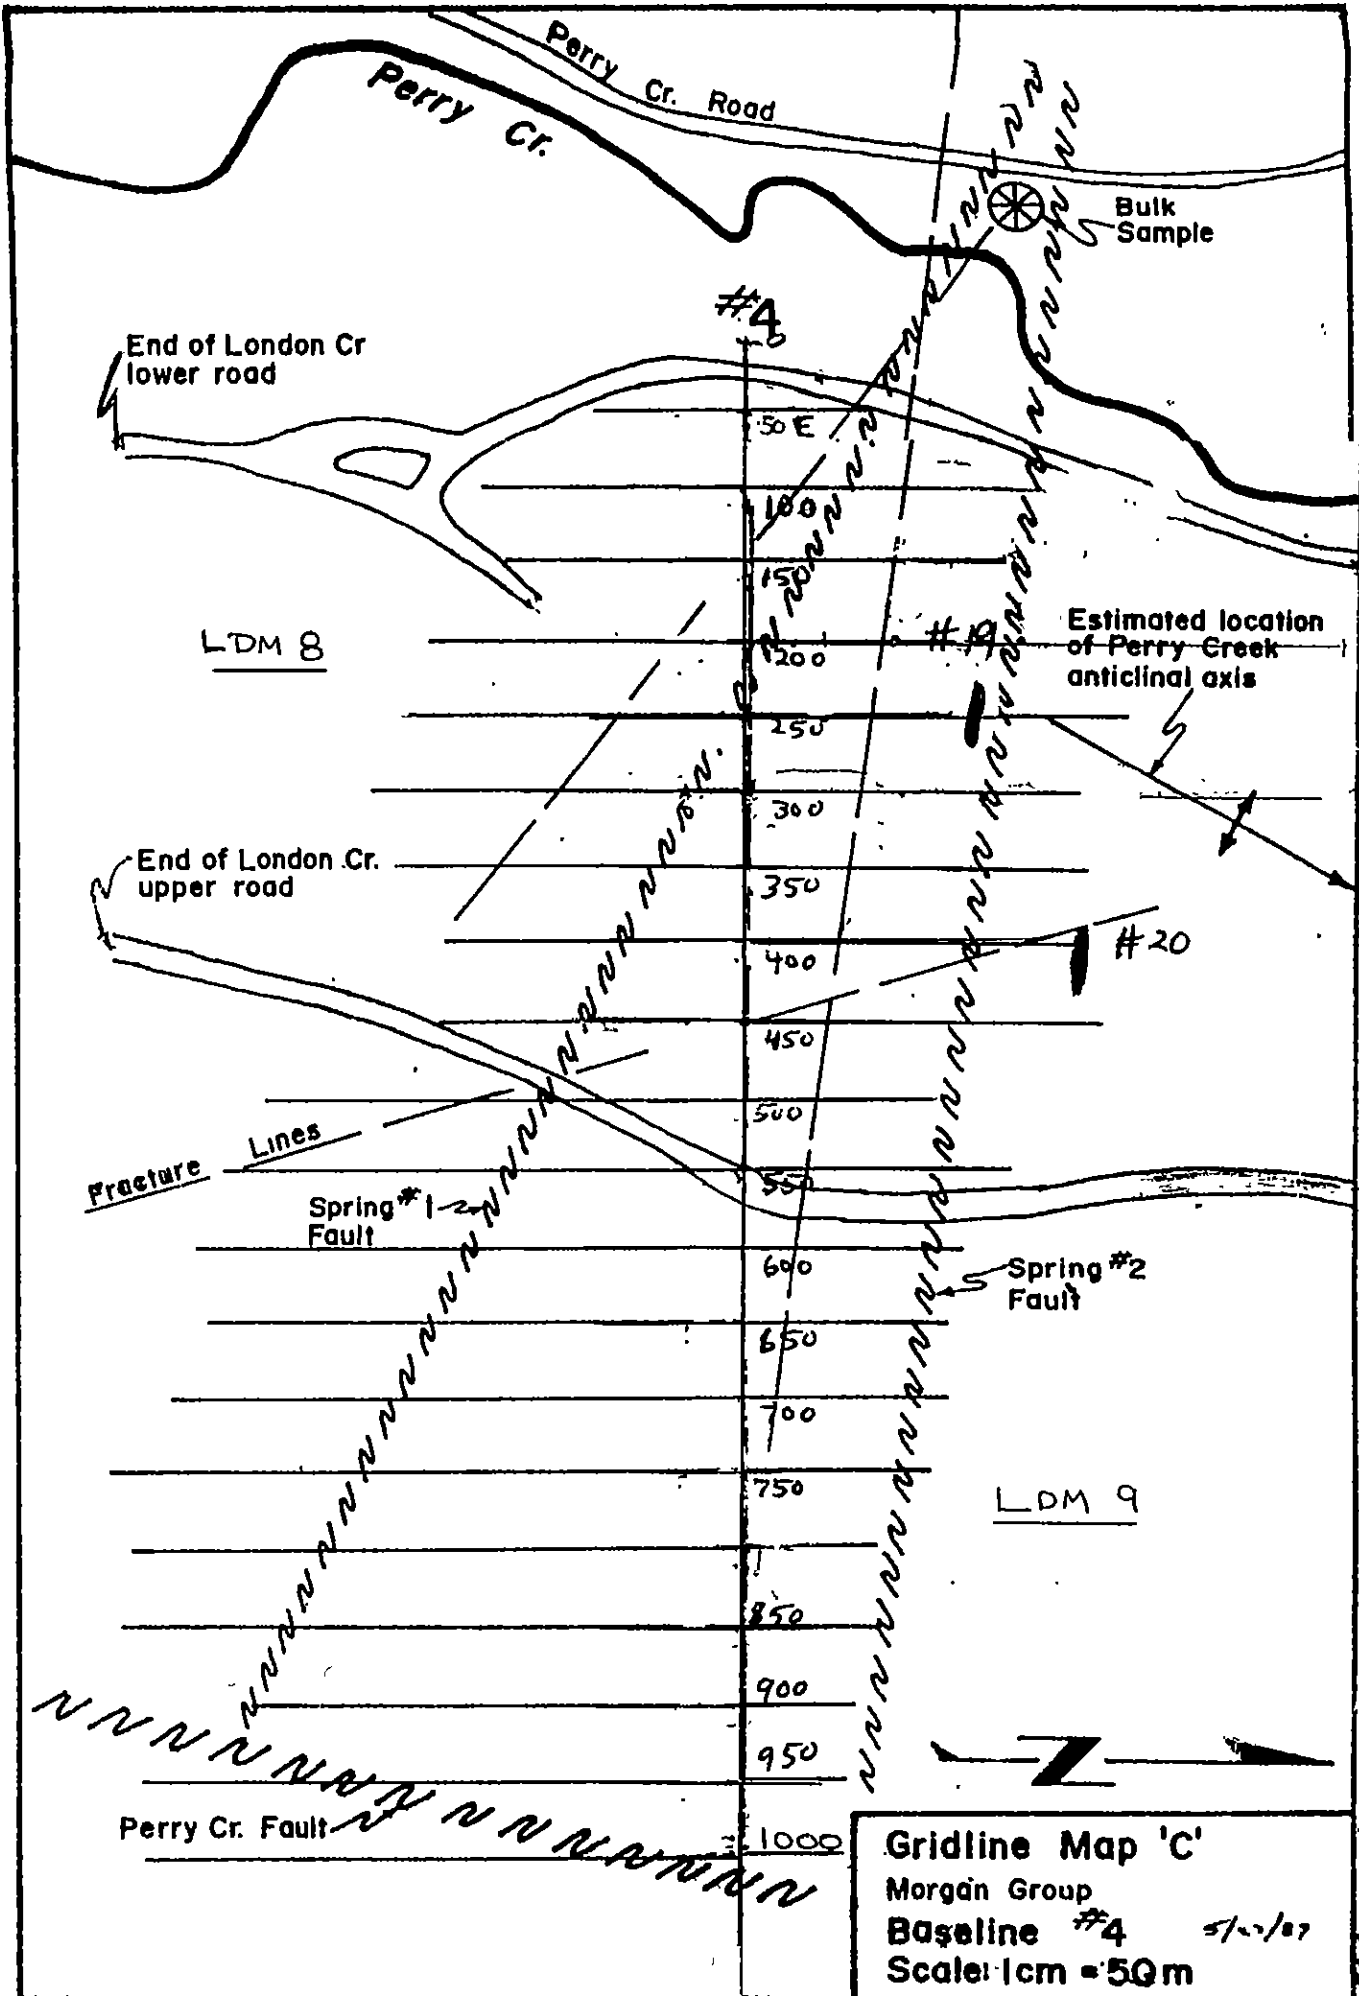 Perry
Cr. Road
Perry Cr.
Bulk
Sample
#4
0
End of London Cr
lower road
50 E
100
150
LDM 8
#19
Estimated location
of Perry Creek
anticlinal axis
200
250
300
End of London Cr.
upper road
350
#20
400
450
500
Fracture Lines
550
Spring #1
Fault
600
Spring #2
Fault
650
700
750
LDM 9
850
900
950
N
Perry Cr. Fault
1000
Gridline Map 'C'
Morgan Group
Baseline #4
Scale: 1cm = 50m